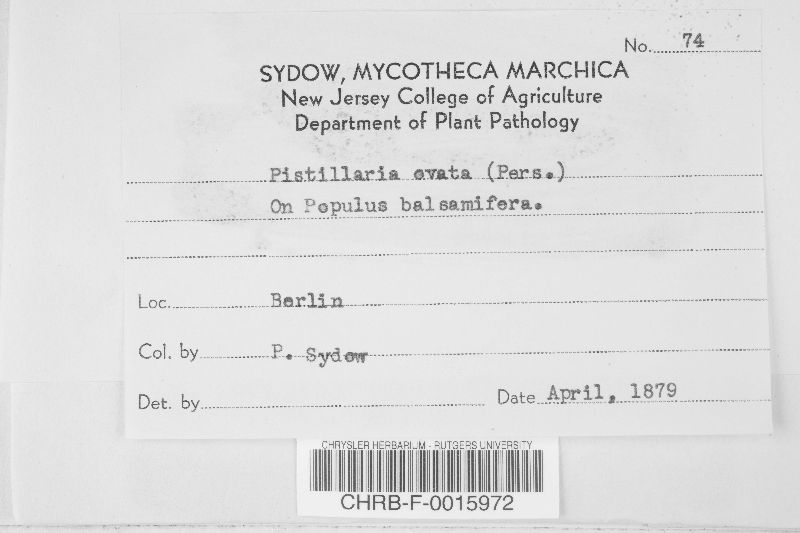 No. 74
SYDOW, MYCOTHECA MARCHICA
New Jersey College of Agriculture
Department of Plant Pathology
Pistillaria ovata (Pers.)
On Populus balsamifera.
Loc. Berlin
Col. by P. Sydow
Det. by
Date April, 1879
CHRYSLER HERBARIUM - RUTGERS UNIVERSITY
CHRB-F-0015972